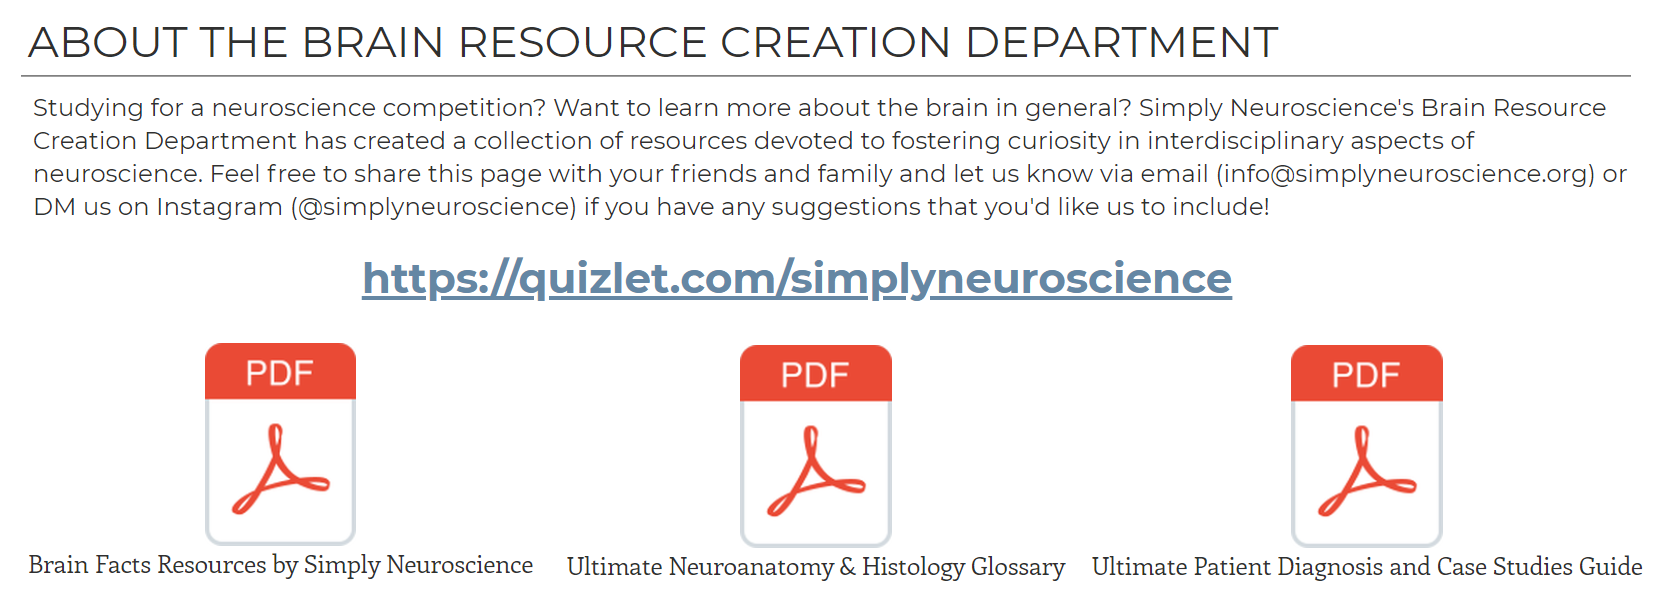 ABOUT THE BRAIN RESOURCE CREATION DEPARTMENT
Studying for a neuroscience competition? Want to learn more about the brain in general? Simply Neuroscience's Brain Resource
Creation Department has created a collection of resources devoted to fostering curiosity in interdisciplinary aspects of
neuroscience. Feel free to share this page with your friends and family and let us know via email (info@simplyneuroscience.org) or
DM us on Instagram (@simplyneuroscience) if you have any suggestions that you'd like us to include!
https://quizlet.com/simplyneuroscience
PDF
PDF
PDF
Brain Facts Resources by Simply Neuroscience
Ultimate Neuroanatomy & Histology Glossary
Ultimate Patient Diagnosis and Case Studies Guide